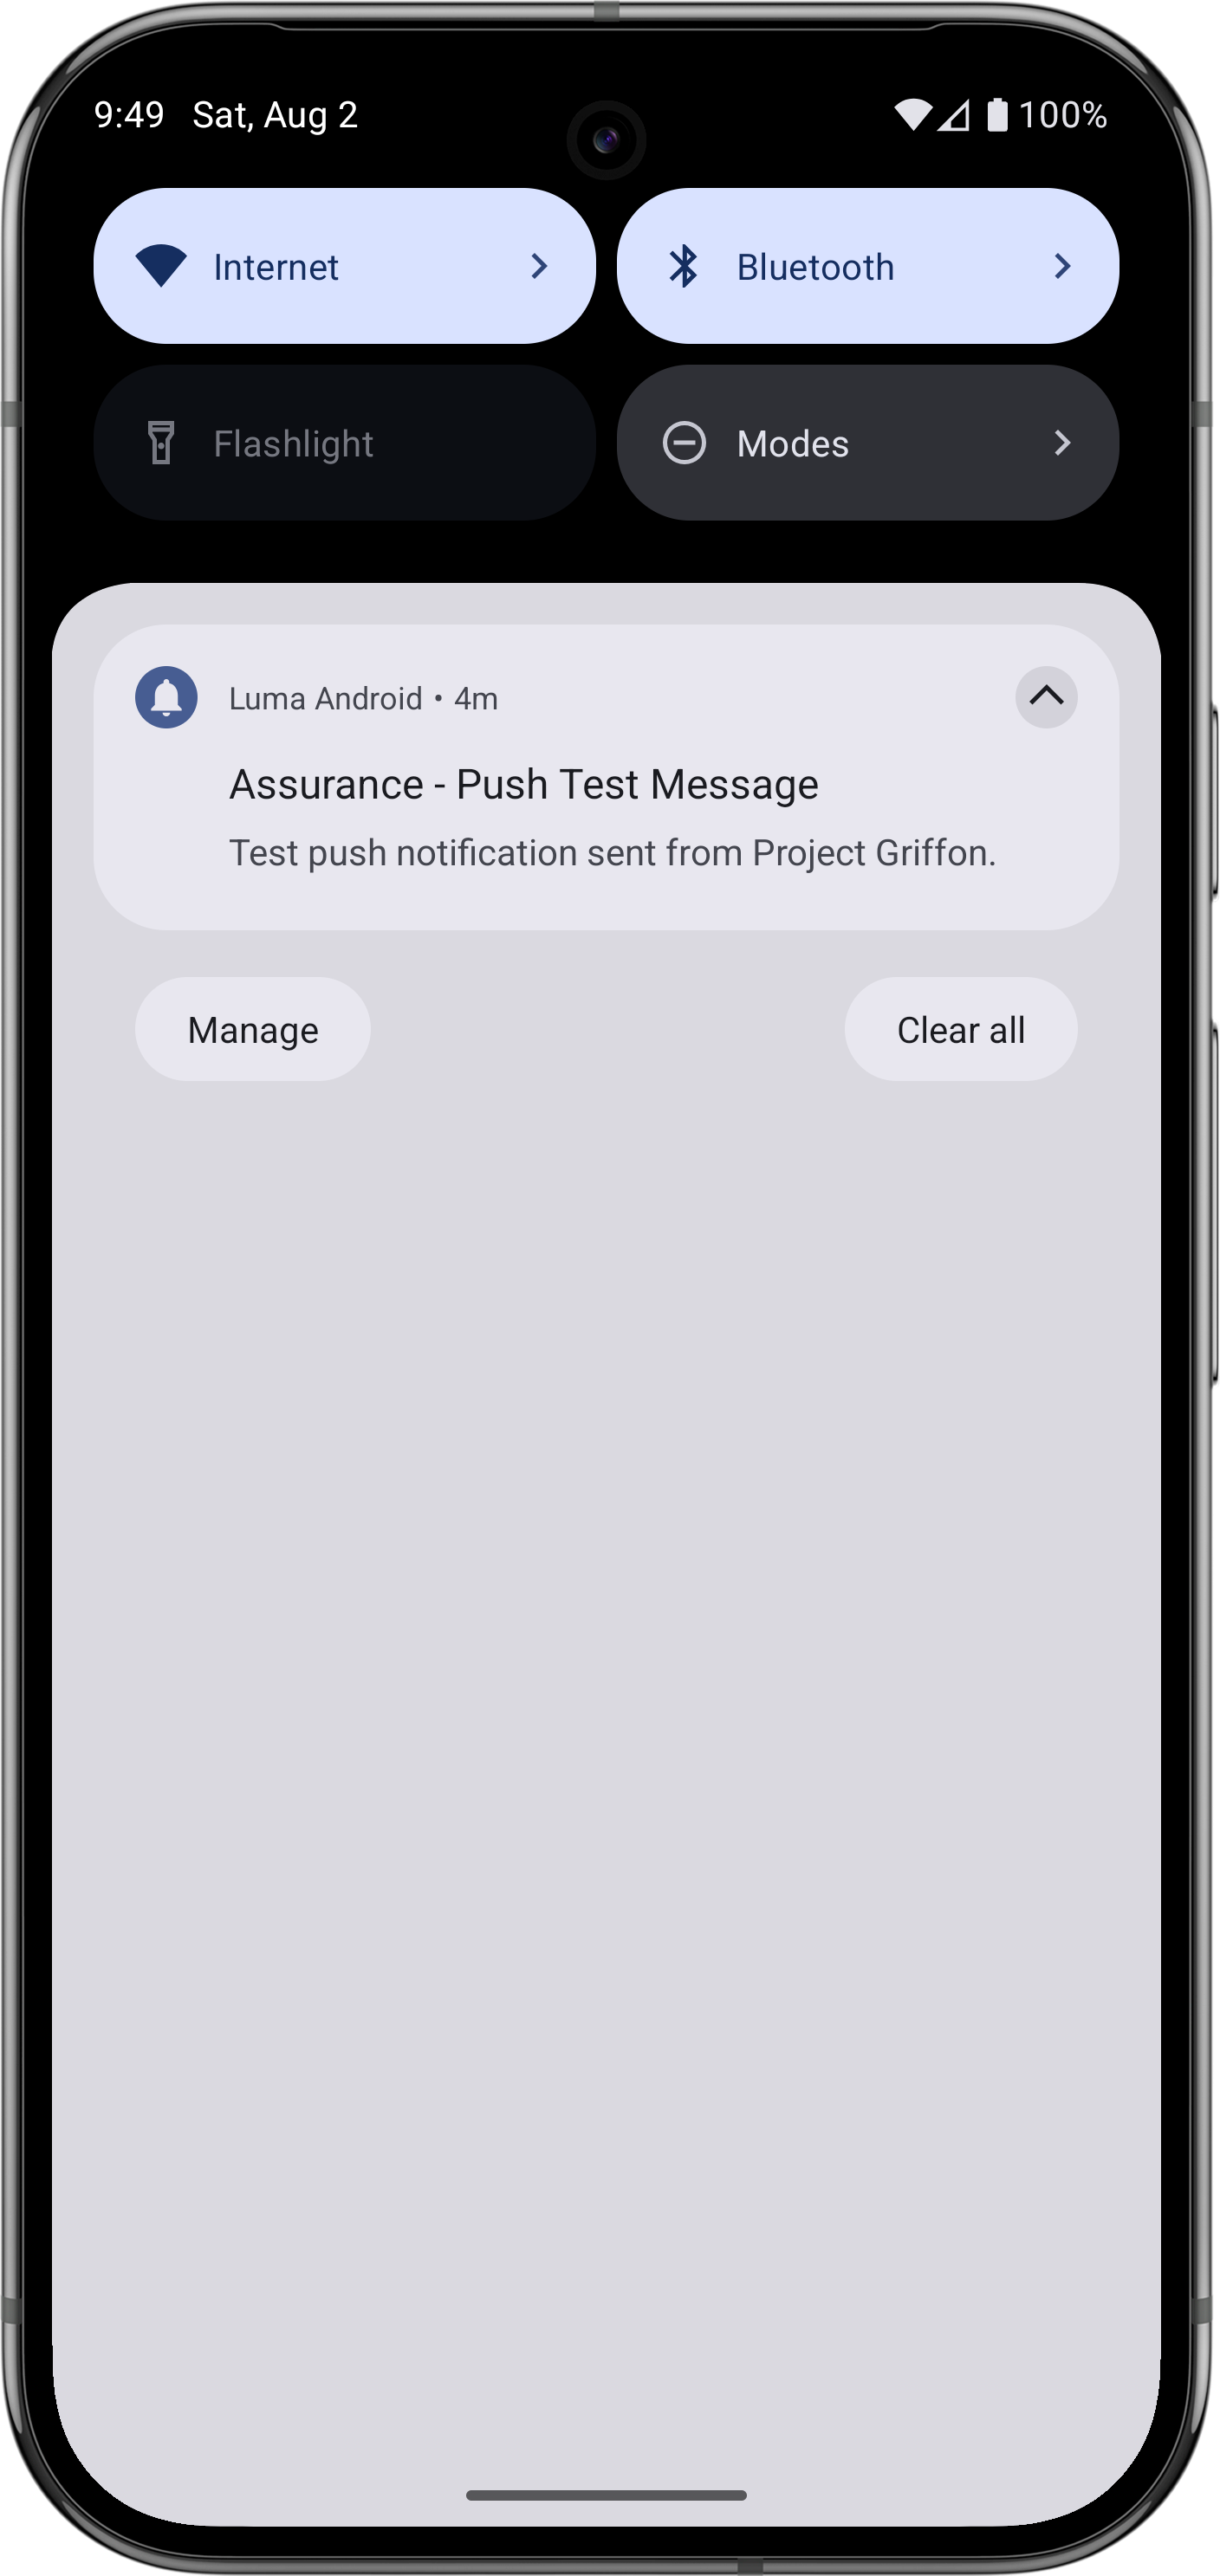 9:49 Sat, Aug 2 100%
Internet Bluetooth
Flashlight Modes
Luma Android • 4m
Assurance - Push Test Message
Test push notification sent from Project Griffon.
Manage Clear all